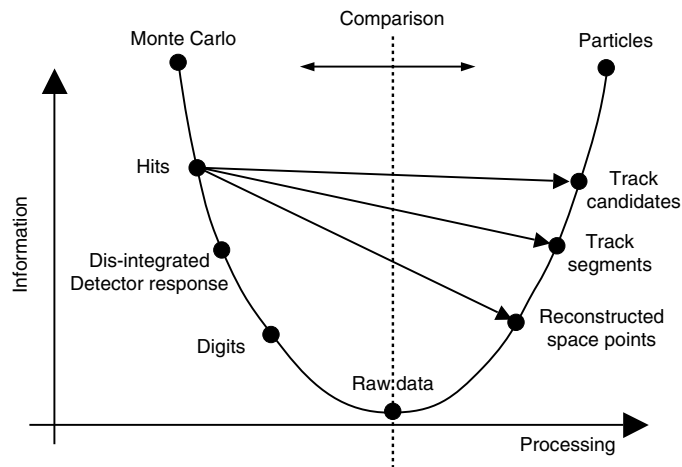 Comparison
Monte Carlo
Particles
Hits
Track
candidates
Track
segments
Dis-integrated
Detector response
Reconstructed
space points
Digits
Raw data
Information
Processing